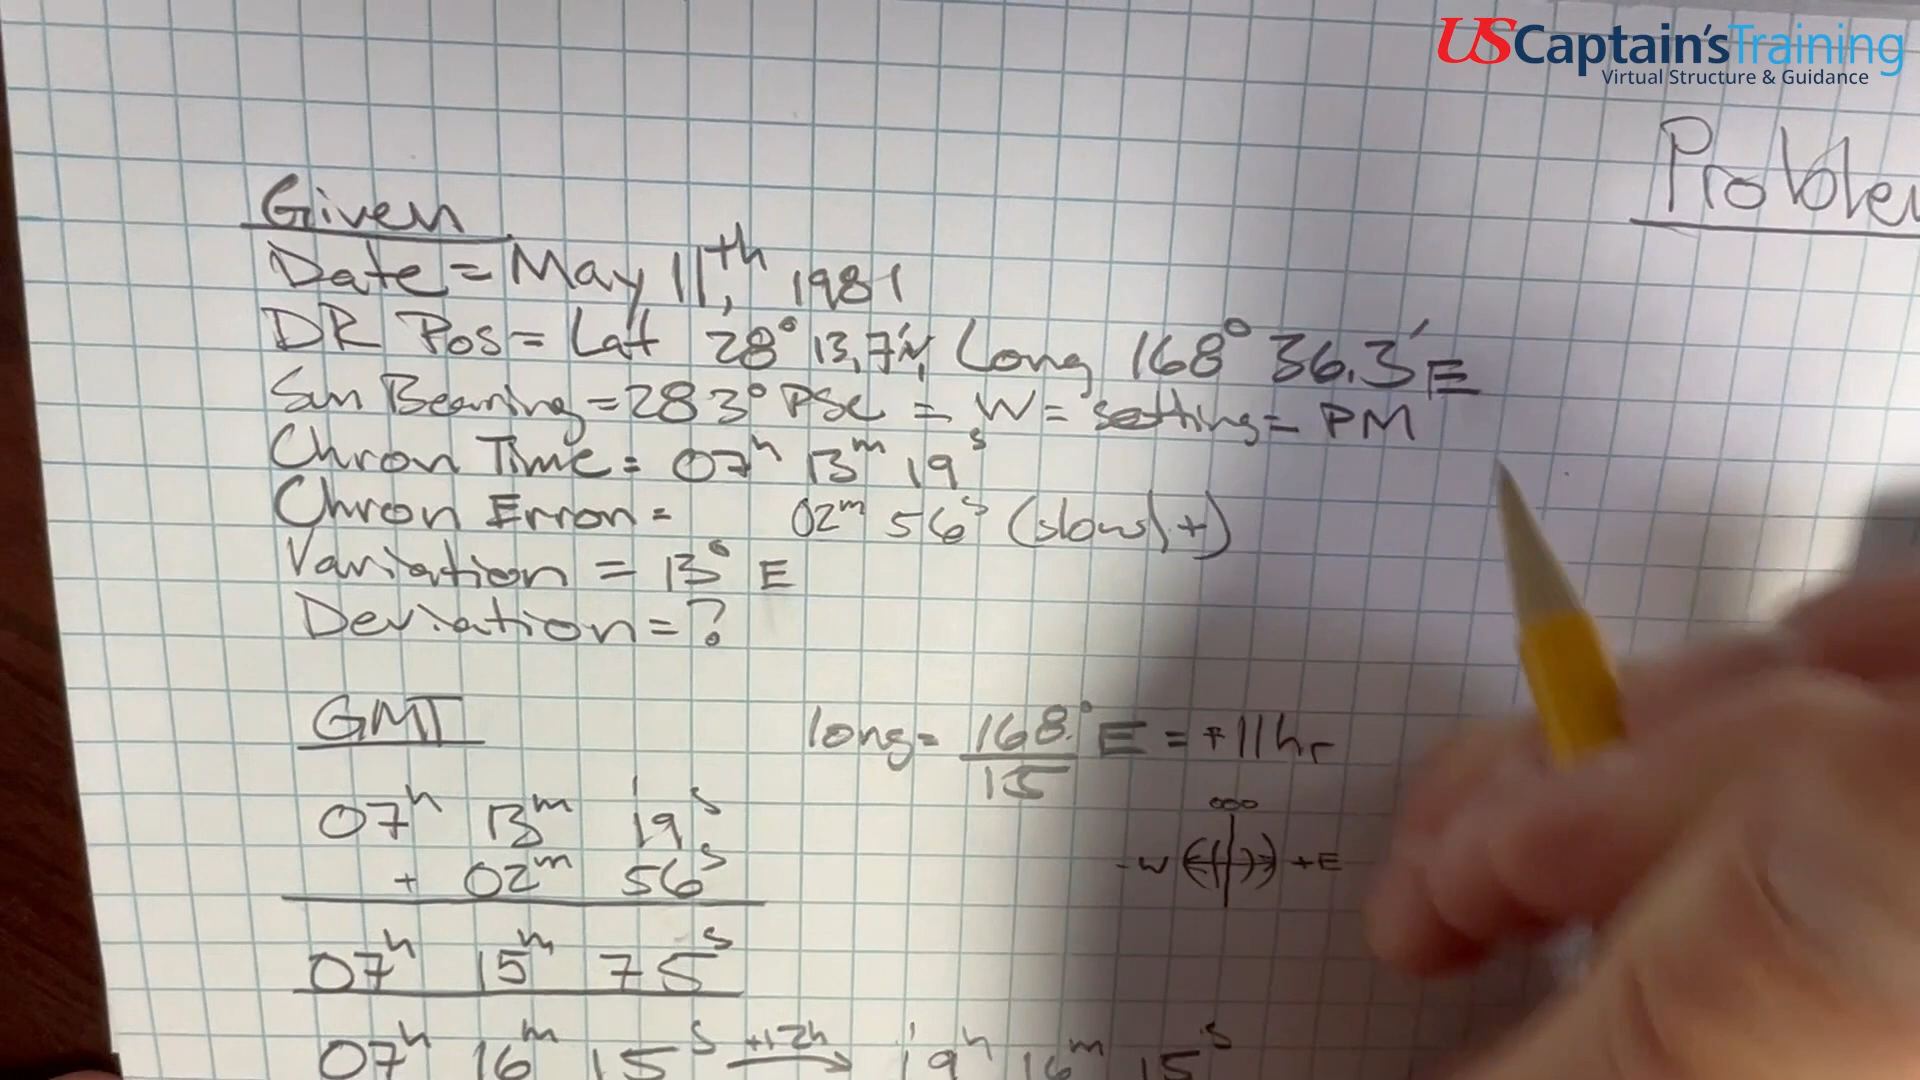 USCaptain'sTraining
Virtual Structure & Guidance
Given
Date = May 11th, 1981
DR Pos = Lat 28° 13.7'N, Long 168° 36.3' E
Sun Bearing = 283° PSC = W = setting = PM
Chron Time = 07h 13m 19s
Chron Error = 02m 56s (slow, +)
Variation = 13° E
Deviation = ?
GMT
long = 168.° E = +11hr
15
07h 13m 19s
+ 02m 56s
000
-W +E
07h 15m 75s
07h 16m 15s +12h → 19h 16m 15s